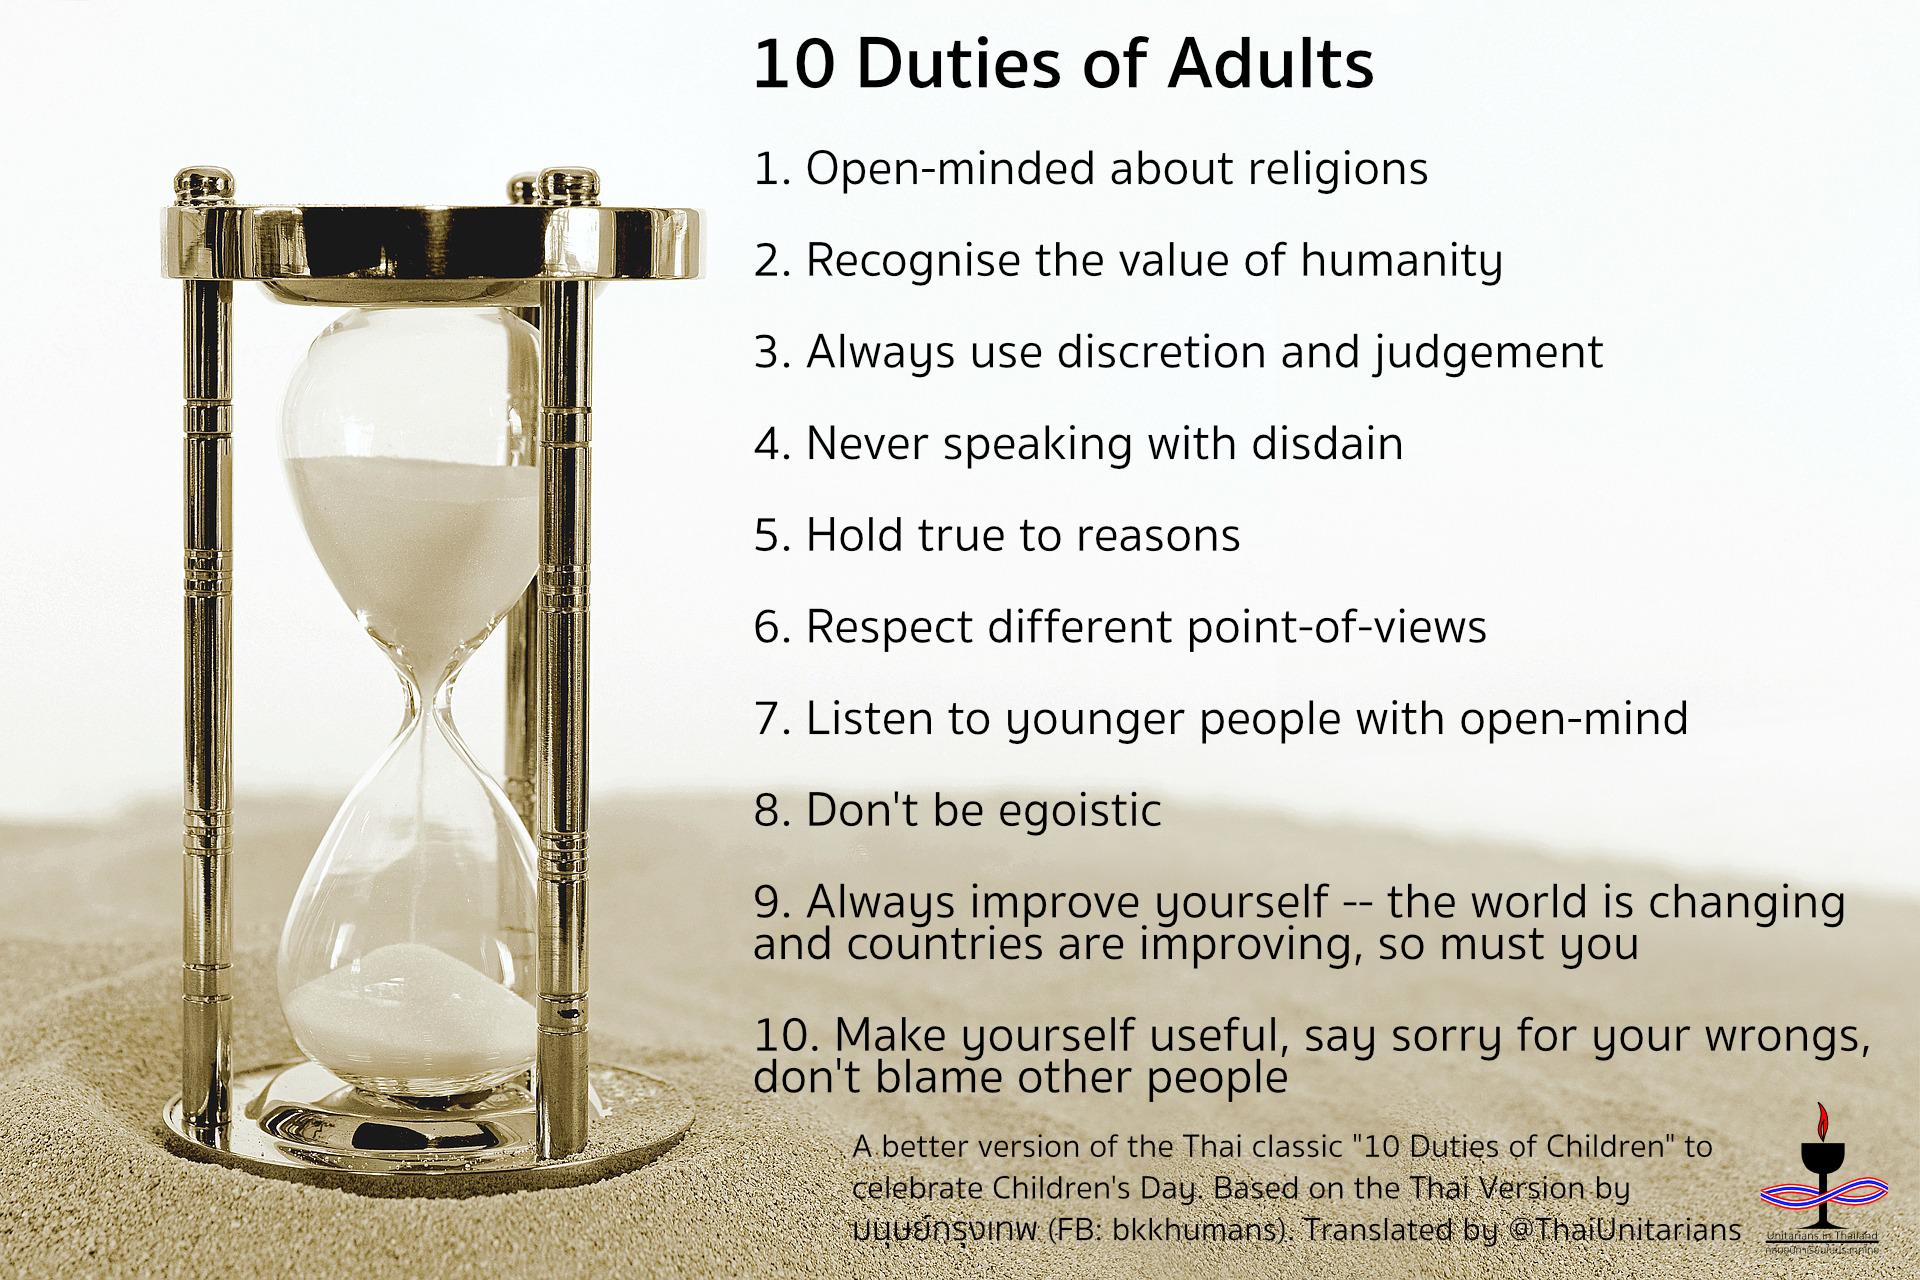 10 Duties of Adults
1. Open-minded about religions
2. Recognise the value of humanity
3. Always use discretion and judgement
4. Never speaking with disdain
5. Hold true to reasons
6. Respect different point-of-views
7. Listen to younger people with open-mind
8. Don't be egoistic
9. Always improve yourself -- the world is changing
and countries are improving, so must you
10. Make yourself useful, say sorry for your wrongs,
don't blame other people
A better version of the Thai classic "10 Duties of Children" to
celebrate Children's Day. Based on the Thai Version by
มนุษย์กรุงเทพ (FB: bkkhumans). Translated by @ThaiUnitarians
Unitarians in Thailand